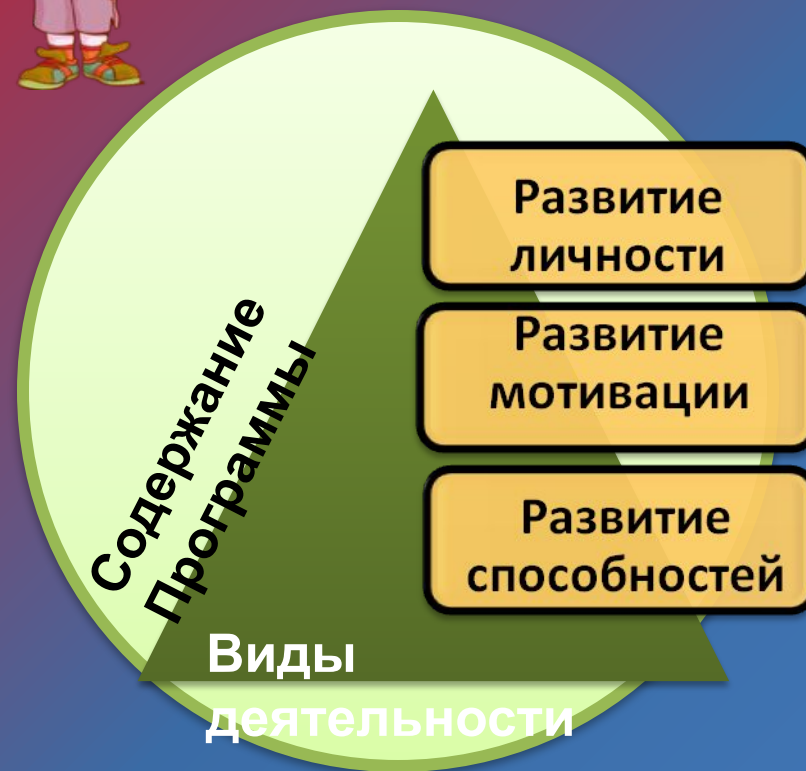 Содержание
Программы
Развитие
личности
Развитие
мотивации
Развитие
способностей
Виды
деятельности